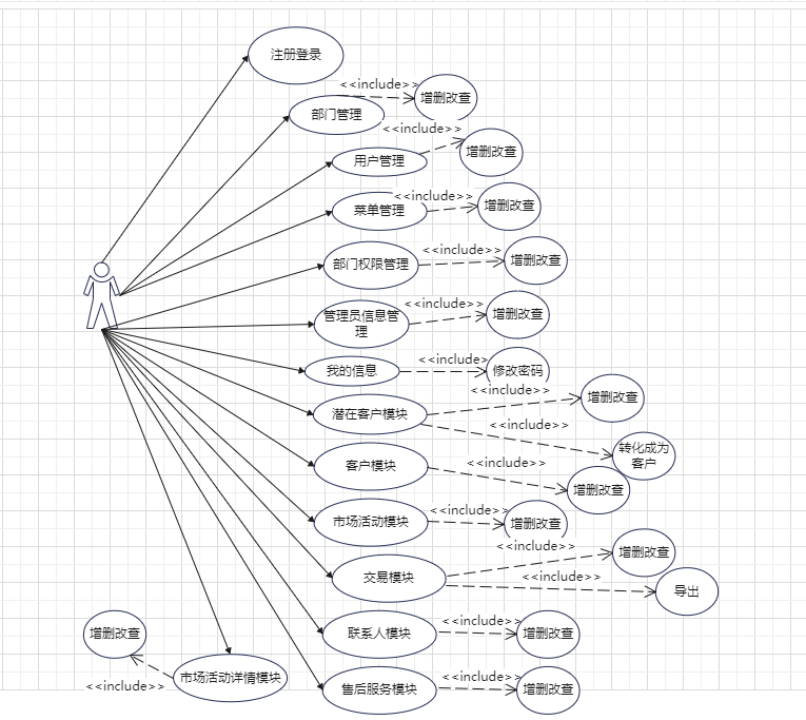 注册登录
<<include>>
增删改查
部门管理
<<include>>
增删改查
用户管理
<<include>>
增删改查
菜单管理
<<include>>
增删改查
部门权限管理
<<include>>
增删改查
管理员信息管
理
<<include>
修改密码
我的信息
<<include>>
增删改查
潜在客户模块
<<include>>
转化成为
客户
<<include>>
客户模块
增删改查
<<include>>
市场活动模块
增删改查
<<include>>
增删改查
交易模块
<<include>>
导出
<<include>>
增删改查
联系人模块
增删改查
<<include>>
市场活动详情模块
<<include>>
售后服务模块
增删改查